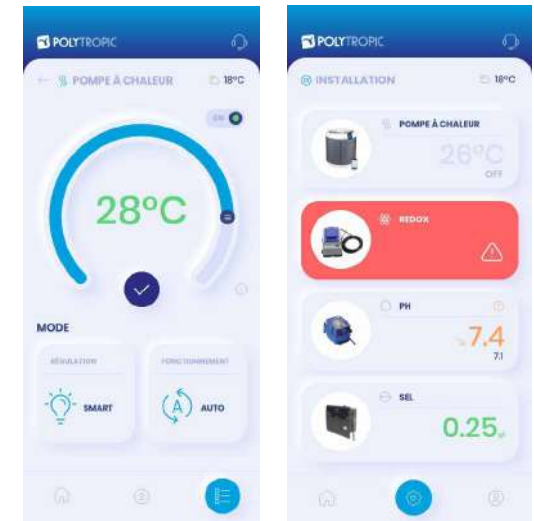 POLYTROPIC
POMPE À CHALEUR 18°C
ON
28°C
MODE
RÉGULATION
SMART
FONCTIONNEMENT
A
AUTO
POLYTROPIC
INSTALLATION 18°C
POMPE À CHALEUR
26°C
OFF
REDOX
PH
7.4
7.1
SEL
0.25